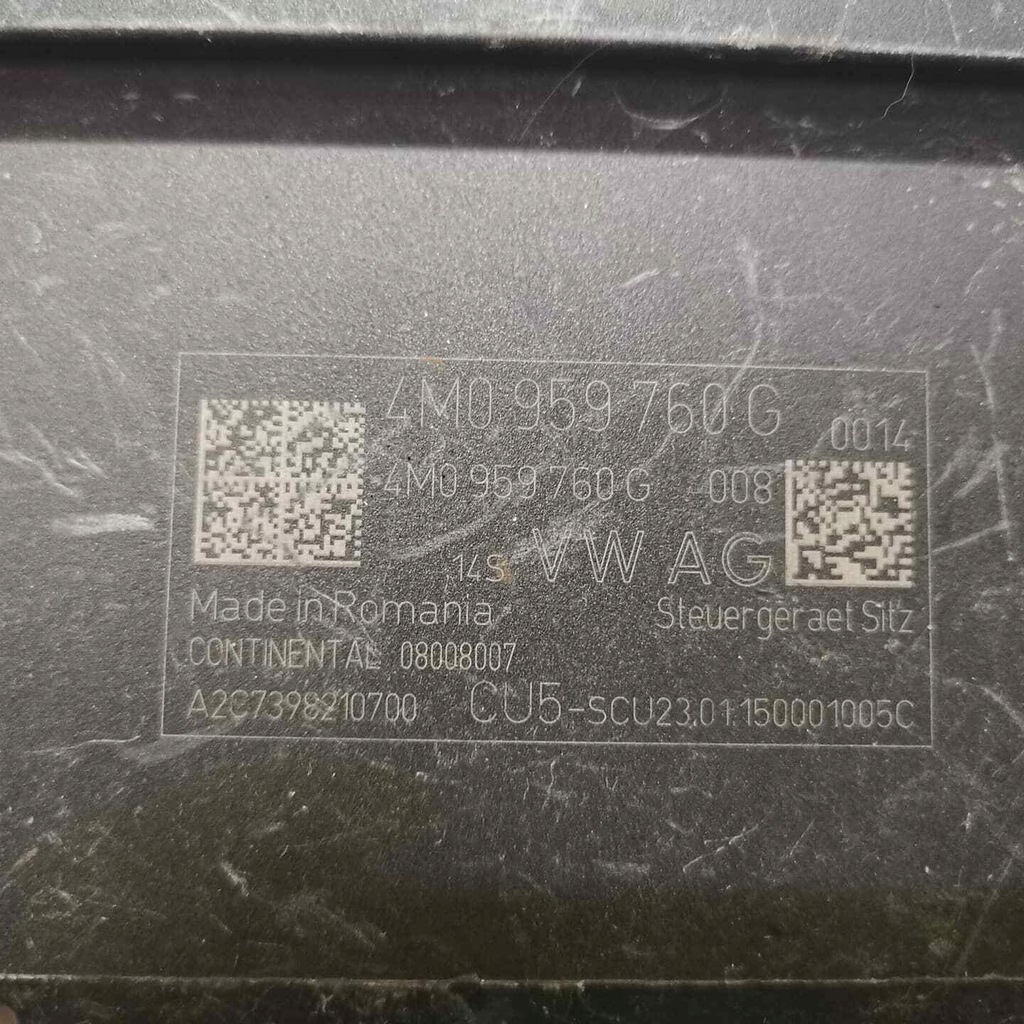 4M0 959 760 G 0014
4M0 959 760 G 008
14S VW AG
Made in Romania Steuergeraet Sitz
CONTINENTAL 08008007
A2C7398210700 CU5-SCU23.01.150001005C